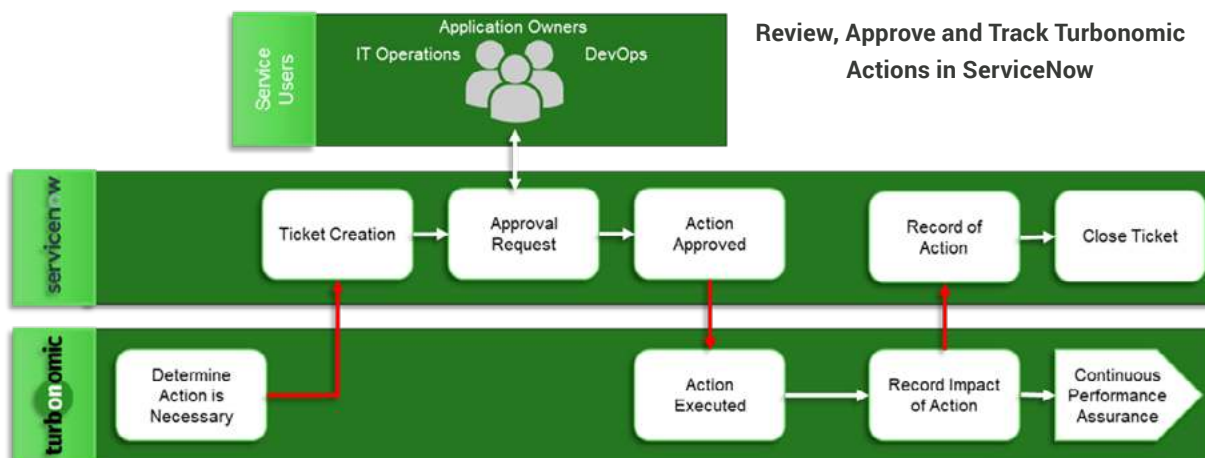 Review, Approve and Track Turbonomic
Actions in ServiceNow
Service
Users
Application Owners
IT Operations
DevOps
servicenow
Ticket Creation
Approval
Request
Action
Approved
Record of
Action
Close Ticket
turbonomic
Determine
Action is
Necessary
Action
Executed
Record Impact
of Action
Continuous
Performance
Assurance